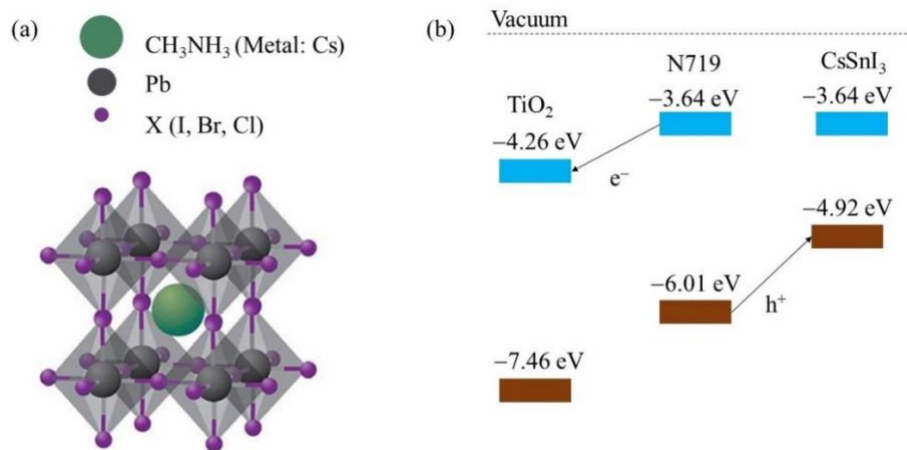 (a)
CH₃NH₃ (Metal: Cs)
Pb
X (I, Br, Cl)
(b)
Vacuum
TiO₂
−4.26 eV
N719
−3.64 eV
CsSnI₃
−3.64 eV
e⁻
−4.92 eV
−6.01 eV
h⁺
−7.46 eV